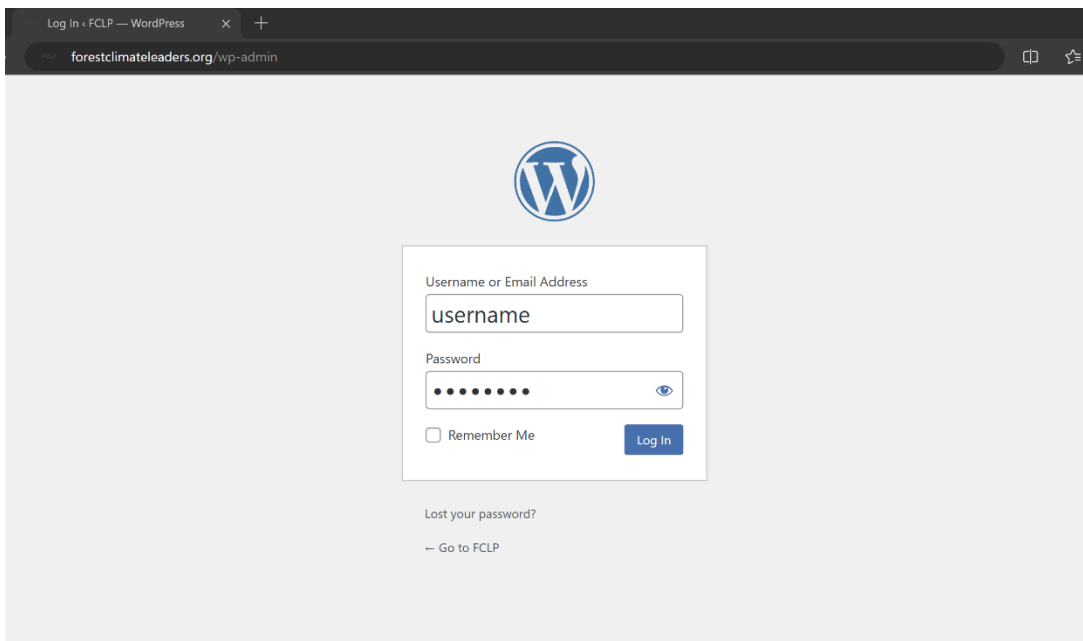 Log In ‹ FCLP — WordPress
forestclimateleaders.org/wp-admin
Username or Email Address
username
Password
Remember Me
Log In
Lost your password?
← Go to FCLP